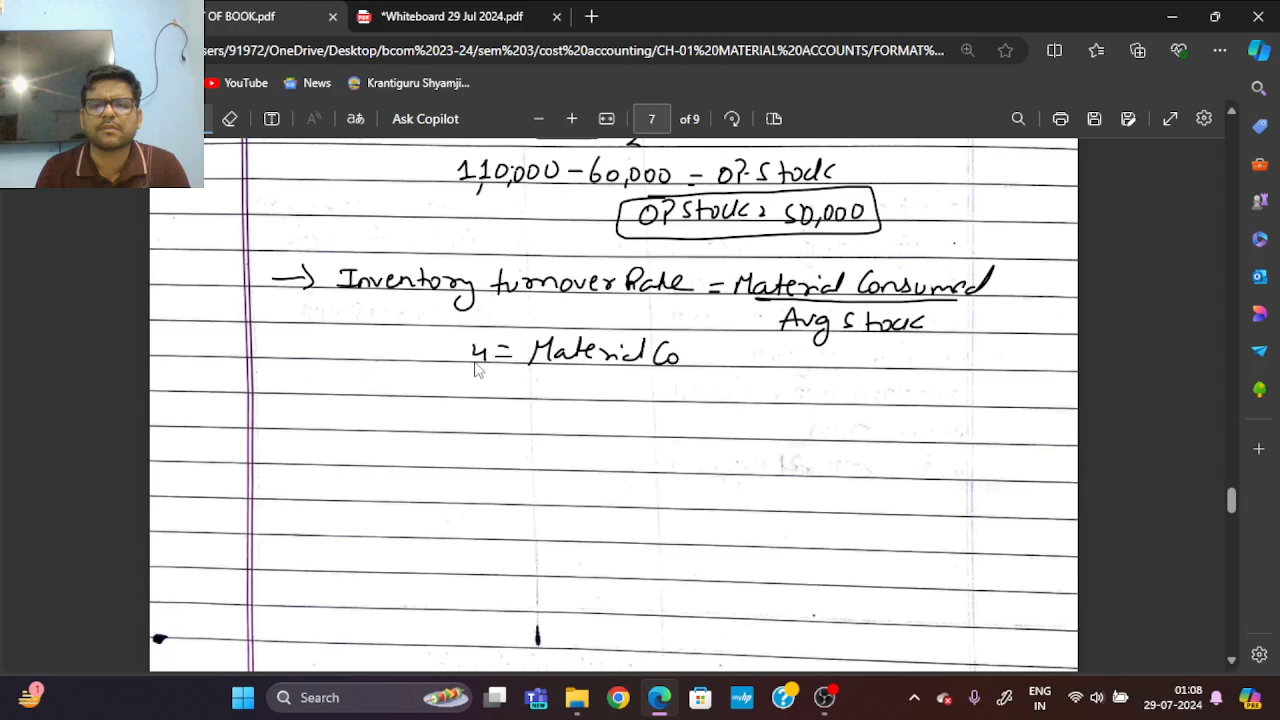 OF BOOK.pdf
*Whiteboard 29 Jul 2024.pdf
sers/91972/OneDrive/Desktop/bcom%2023-24/sem%203/cost%20accounting/CH-01%20MATERIAL%20ACCOUNTS/FORMAT%...
YouTube
News
Krantiguru Shyamji...
Ask Copilot
7 of 9
110,000 - 60,000 = OP. Stock
OP Stock = 50,000
→ Inventory turnover Rate = Material Consumed
Avg Stock
4 = Material Co
Search
ENG
IN
01:08
29-07-2024